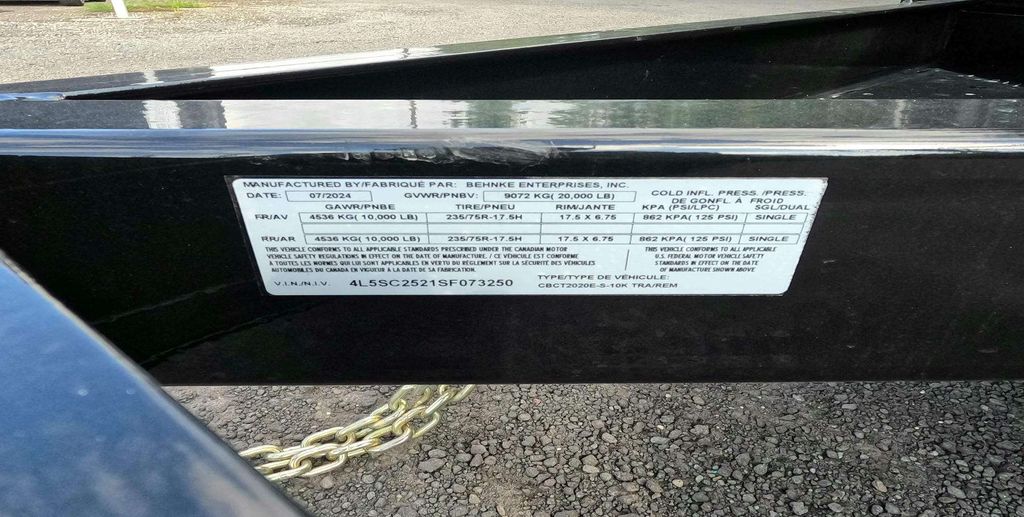 MANUFACTURED BY/FABRIQUÉ PAR: BEHNKE ENTERPRISES, INC.
DATE: 07/2024 GVWR/PNBV: 9072 KG( 20,000 LB) COLD INFL. PRESS./PRESS. DE GONFL. À FROID
GAWR/PNBE TIRE/PNEU RIM/JANTE KPA (PSI/LPC) SGL/DUAL
FR/AV 4536 KG( 10,000 LB) 235/75R-17.5H 17.5 X 6.75 862 KPA( 125 PSI) SINGLE
RR/AR 4536 KG( 10,000 LB) 235/75R-17.5H 17.5 X 6.75 862 KPA( 125 PSI) SINGLE
THIS VEHICLE CONFORMS TO ALL APPLICABLE STANDARDS PRESCRIBED UNDER THE CANADIAN MOTOR
VEHICLE SAFETY REGULATIONS IN EFFECT ON THE DATE OF MANUFACTURE. / CE VÉHICULE EST CONFORME
À TOUTES LES NORMES QUI LUI SONT APPLICABLES EN VERTU DU RÈGLEMENT SUR LA SÉCURITÉ DES VÉHICULES
AUTOMOBILES DU CANADA EN VIGUEUR À LA DATE DE SA FABRICATION.
THIS VEHICLE CONFORMS TO ALL APPLICABLE
U.S. FEDERAL MOTOR VEHICLE SAFETY
STANDARDS IN EFFECT ON THE DATE
OF MANUFACTURE SHOWN ABOVE
V.I.N./N.I.V. 4L5SC2521SF073250
TYPE/TYPE DE VÉHICULE:
CBCT2020E-S-10K TRA/REM